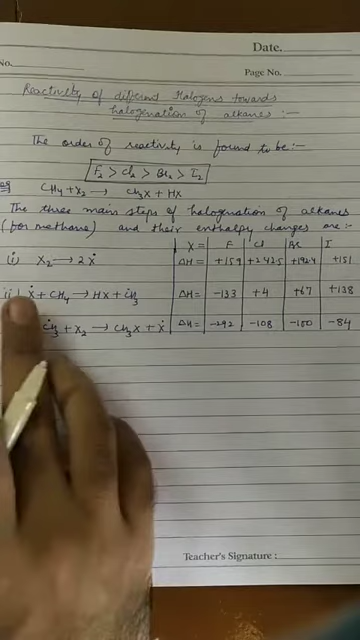 Date.
No.
Page No.
Reactivity of different Halogens towards
halogenation of alkanes :—
The order of reactivity is found to be:—
F₂ > Cl₂ > Br₂ > I₂
CH₄+X₂ → CH₃X + HX
The three main steps of halogenation of alkanes
(for methane) and their enthalpy changes are:—
X = F Cl Br I
(i) X₂ → 2Ẋ ΔH = +159 +242.5 +192.4 +151
Ẋ + CH₄ → HX + ĊH₃ ΔH = -133 +4 +67 +138
ĊH₃ + X₂ → CH₃X + Ẋ ΔH = -292 -108 -100 -84
Teacher's Signature :